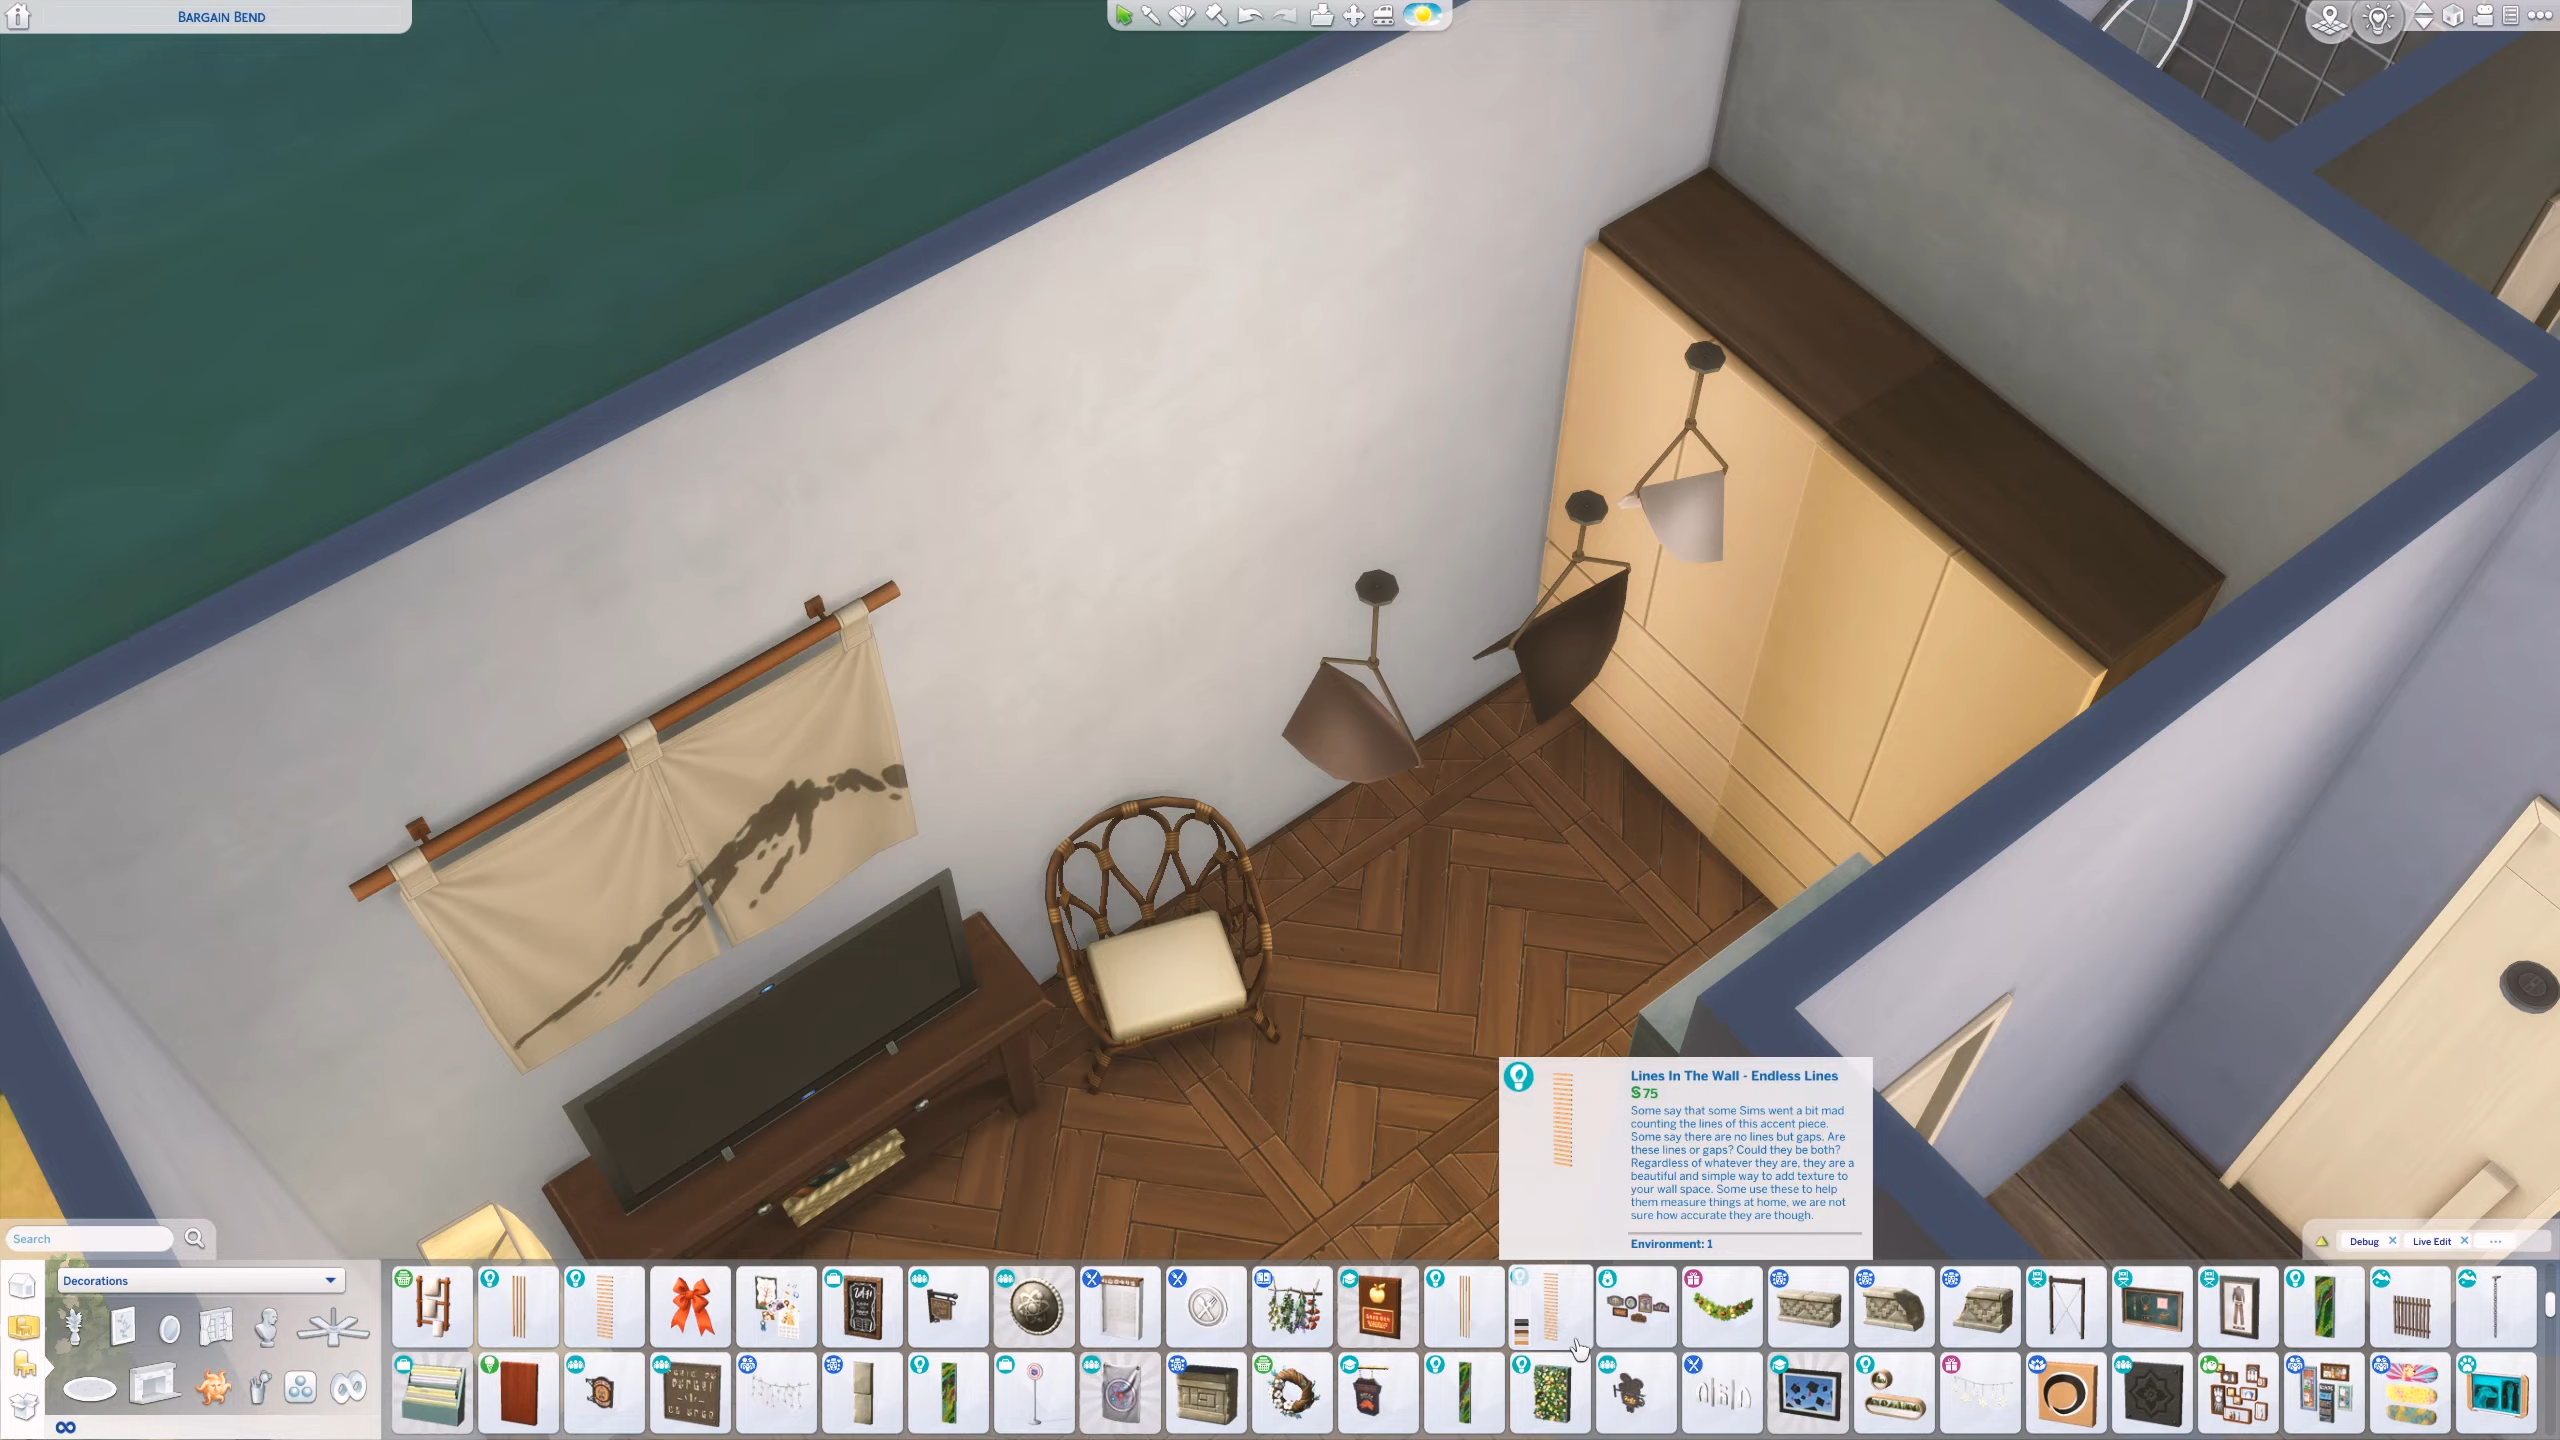 BARGAIN BEND
Lines In The Wall - Endless Lines
§75
Some say that some Sims went a bit mad
counting the lines of this accent piece.
Some say there are no lines but gaps. Are
these lines or gaps? Could they be both?
Regardless of whatever they are, they are a
beautiful and simple way to add texture to
your wall space. Some use these to help
them measure things at home, we are not
sure how accurate they are though.
Environment: 1
Search
Debug
Live Edit
Decorations